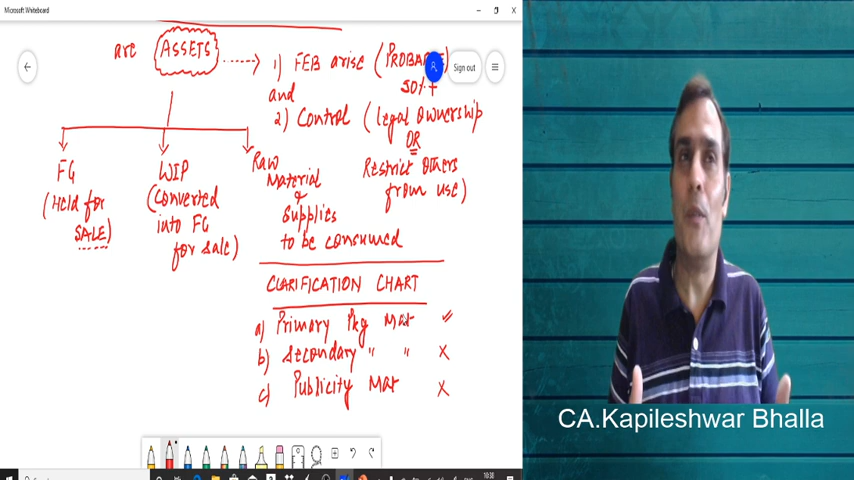 Microsoft Whiteboard
Sign out
are ASSETS
1) FEB arise (PROBABLE)
50% +
and
2) Control (legal Ownership
OR
Restrict Others
from use)
FG
(Held for
SALE)
WIP
(Converted
into FG
for sale)
Raw
Material
&
Supplies
to be consumed
CLARIFICATION CHART
a) Primary Pkg Mat ✓
b) Secondary " " X
c) Publicity Mat X
CA.Kapileshwar Bhalla
18:38